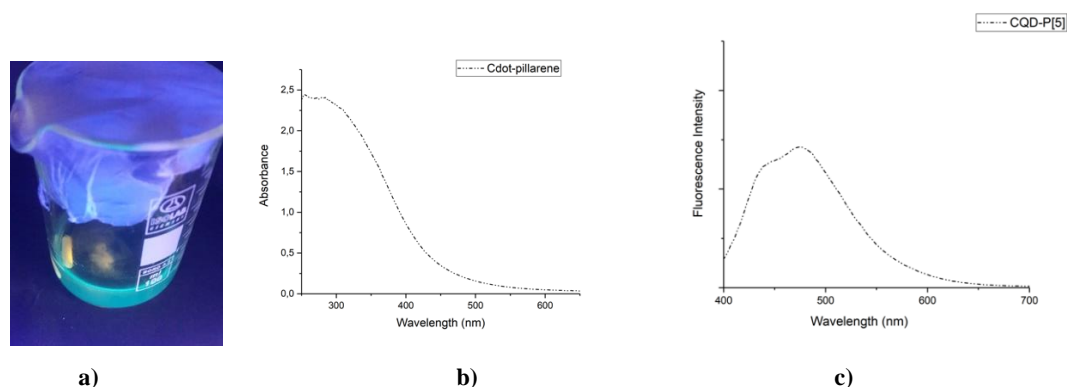 CQD-P[5]
Cdot-pillarene
2,5
2,0
1,5
1,0
0,5
0,0
Absorbance
300
400
500
600
Wavelength (nm)
Fluorescence Intensity
400
500
600
700
Wavelength (nm)
a)
b)
c)